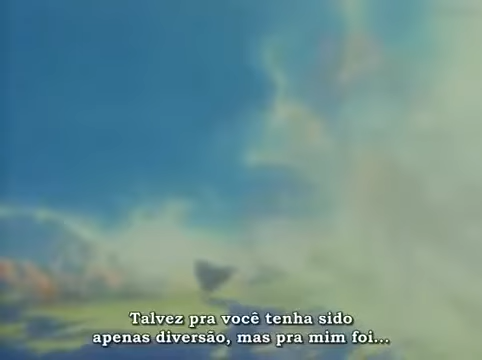 Talvez pra você tenha sido
apenas diversão, mas pra mim foi...